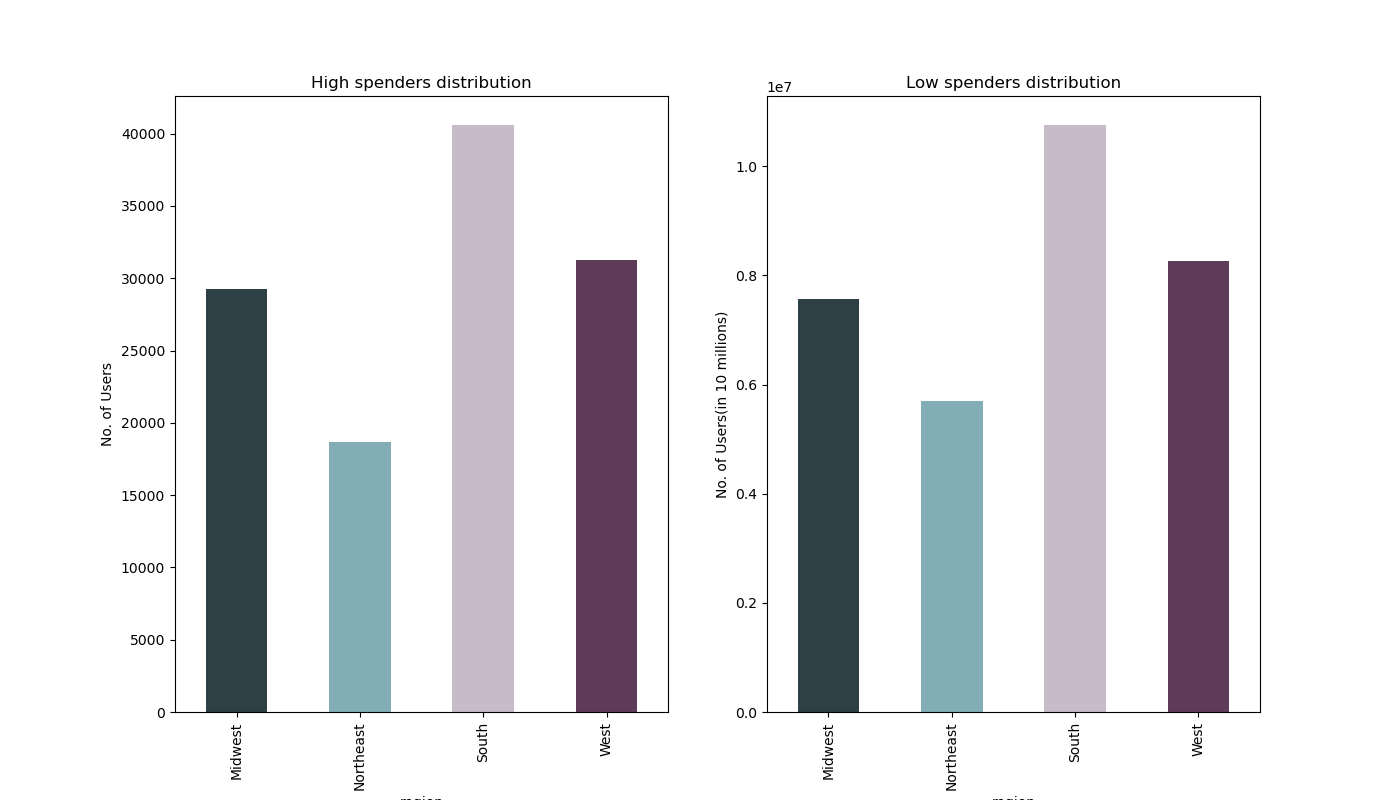 High spenders distribution
No. of Users
40000
35000
30000
25000
20000
15000
10000
5000
0
Midwest
Northeast
South
West
region
Low spenders distribution
1e7
No. of Users(in 10 millions)
1.0
0.8
0.6
0.4
0.2
0.0
Midwest
Northeast
South
West
region